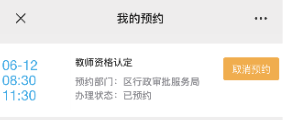 我的预约
06-12
08:30
11:30
教师资格认定
预约部门：区行政审批服务局
办理状态：已预约
取消预约